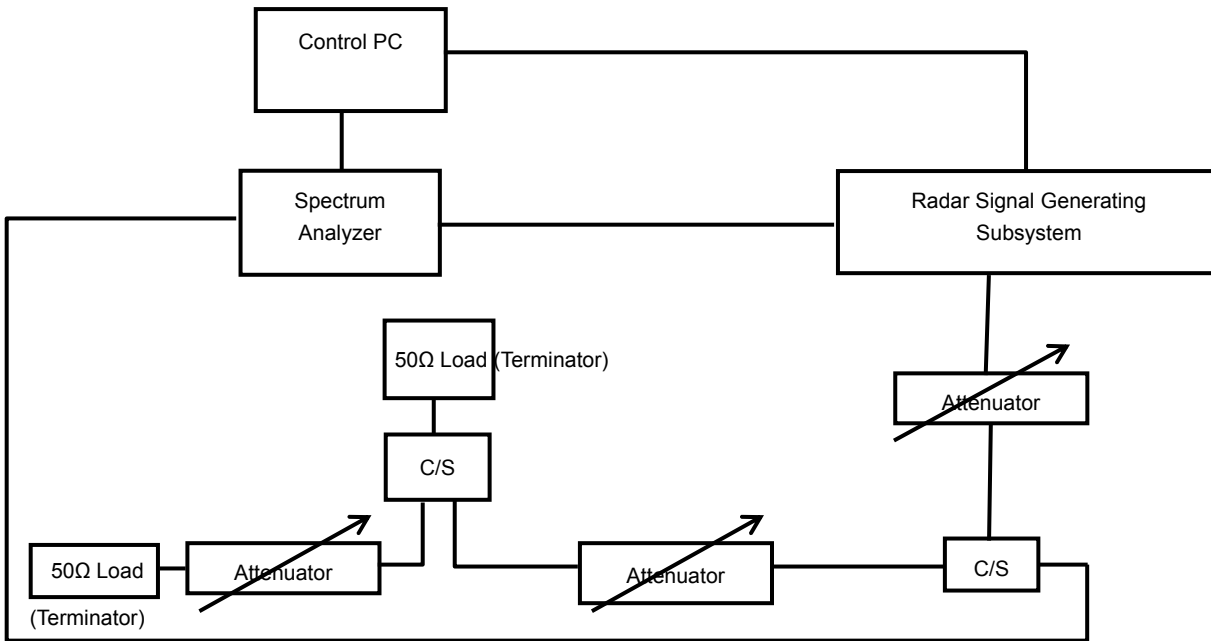 Control PC
Spectrum
Analyzer
Radar Signal Generating
Subsystem
50Ω Load (Terminator)
Attenuator
C/S
50Ω Load
(Terminator)
Attenuator
Attenuator
C/S